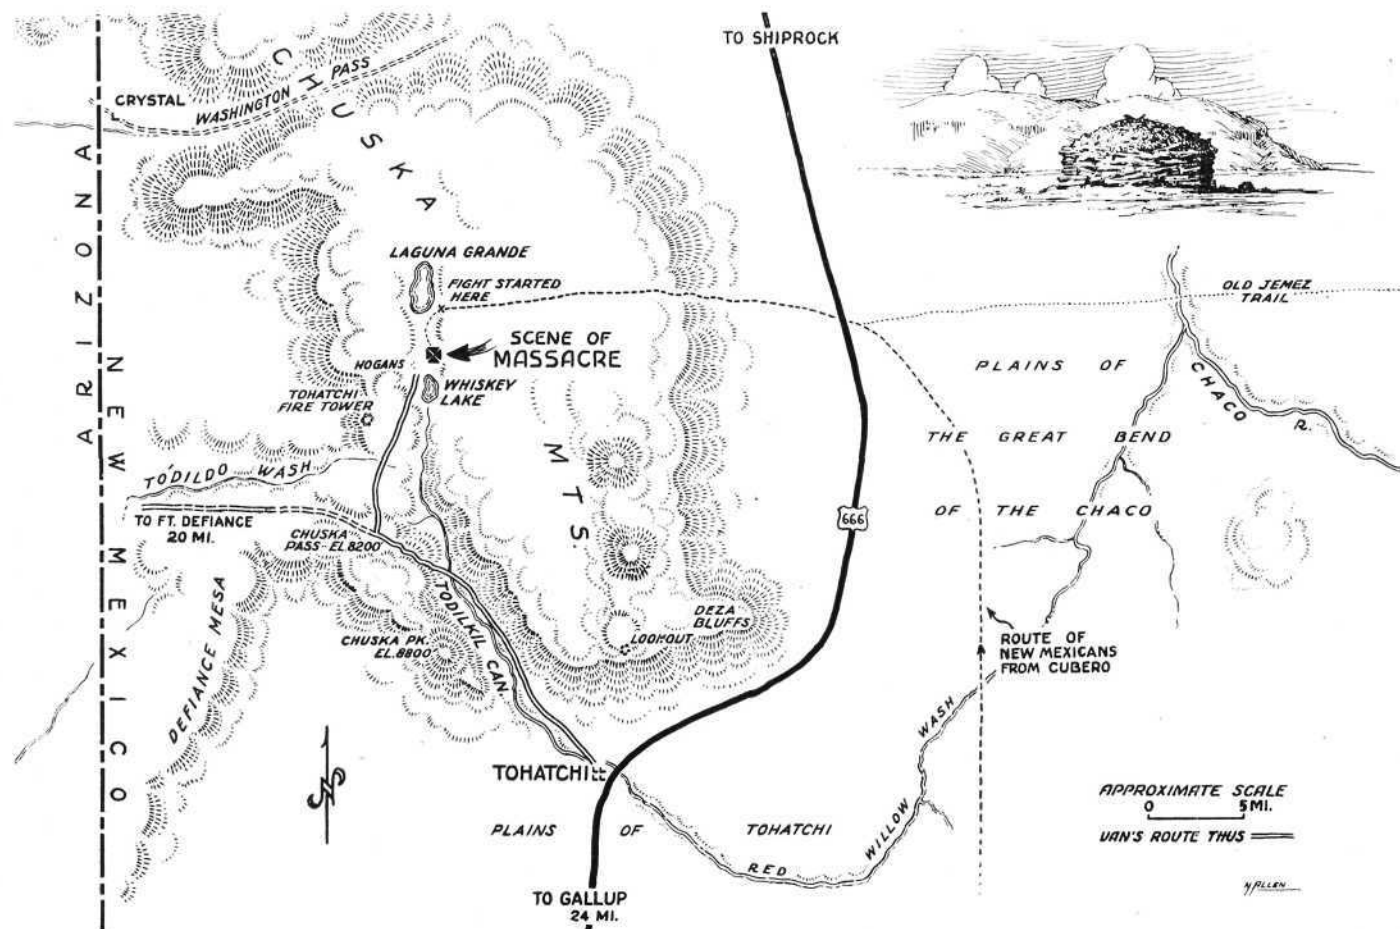 TO SHIPROCK
CHUSKA
CRYSTAL
WASHINGTON PASS
ARIZONA
NEW MEXICO
LAGUNA GRANDE
FIGHT STARTED
HERE
SCENE OF
MASSACRE
HOGANS
WHISKEY
LAKE
TOHATCHI
FIRE TOWER
MTS.
TO'DILDO WASH
TO FT. DEFIANCE
20 MI.
CHUSKA
PASS-EL 8200
DEFIANCE MESA
CHUSKA PK.
EL. 8800
TODILKIL CAN.
LOOKOUT
DEZA
BLUFFS
666
OLD JEMEZ
TRAIL
PLAINS OF
THE GREAT BEND
OF THE CHACO
CHACO R.
ROUTE OF
NEW MEXICANS
FROM CUBERO
N
TOHATCHI
PLAINS OF TOHATCHI
RED WILLOW WASH
TO GALLUP
24 MI.
APPROXIMATE SCALE
0 5 MI.
VAN'S ROUTE THUS
N ALLEN